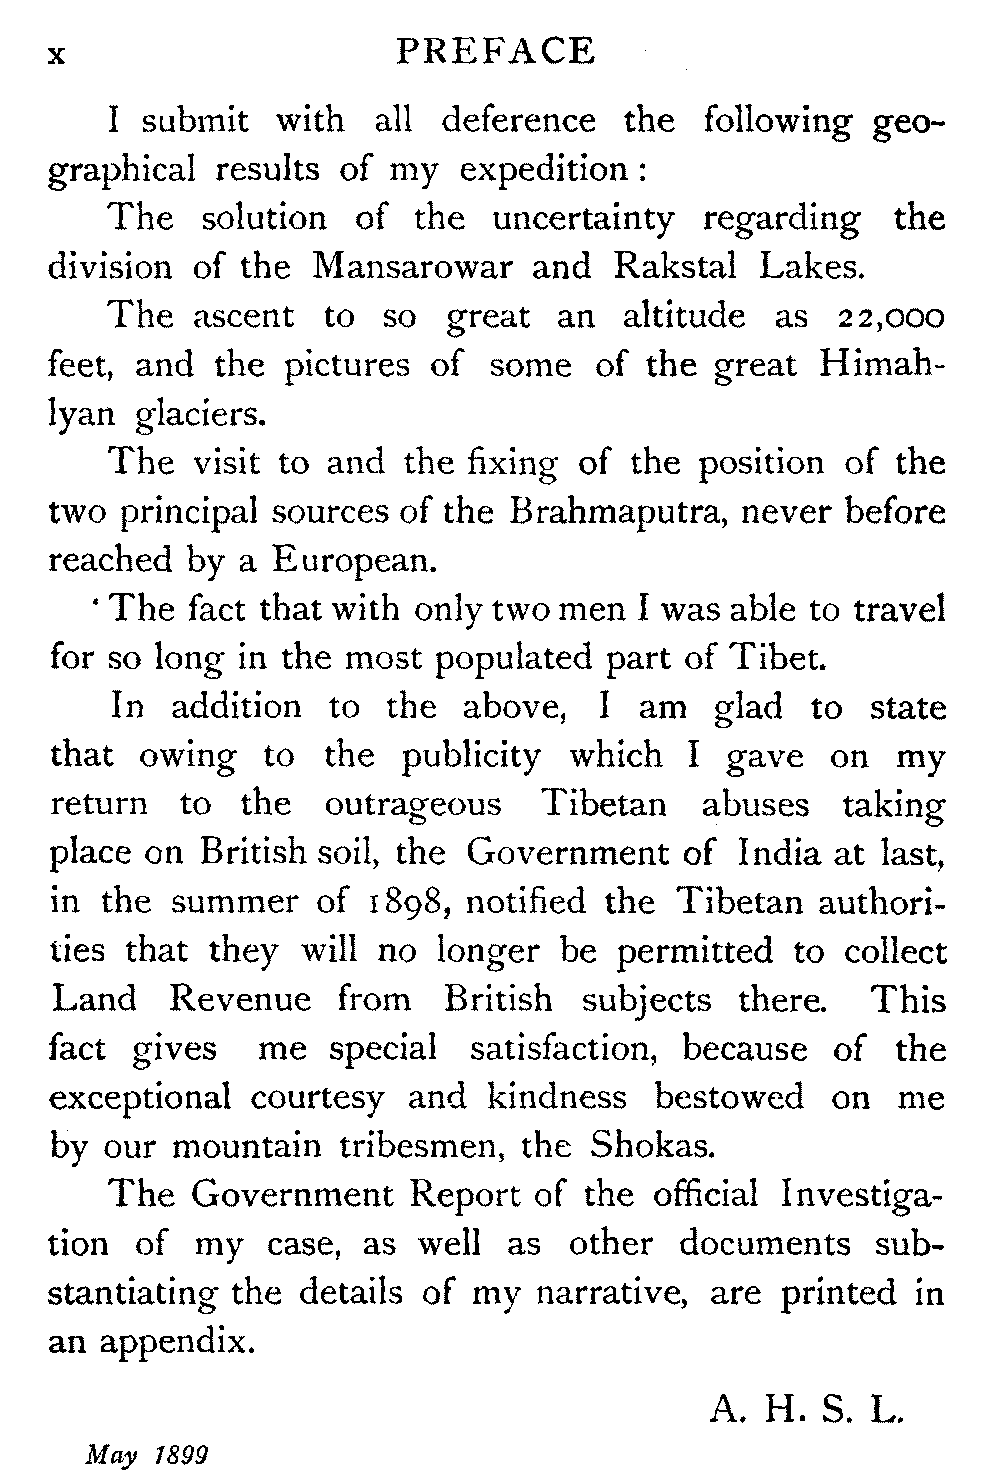 x PREFACE
I submit with all deference the following geo-
graphical results of my expedition :
The solution of the uncertainty regarding the
division of the Mansarowar and Rakstal Lakes.
The ascent to so great an altitude as 22,000
feet, and the pictures of some of the great Himah-
lyan glaciers.
The visit to and the fixing of the position of the
two principal sources of the Brahmaputra, never before
reached by a European.
‘ The fact that with only two men I was able to travel
for so long in the most populated part of Tibet.
In addition to the above, I am glad to state
that owing to the publicity which I gave on my
return to the outrageous Tibetan abuses taking
place on British soil, the Government of India at last,
in the summer of 1898, notified the Tibetan authori-
ties that they will no longer be permitted to collect
Land Revenue from British subjects there. This
fact gives me special satisfaction, because of the
exceptional courtesy and kindness bestowed on me
by our mountain tribesmen, the Shokas.
The Government Report of the official Investiga-
tion of my case, as well as other documents sub-
stantiating the details of my narrative, are printed in
an appendix.
A. H. S. L.
May 1899